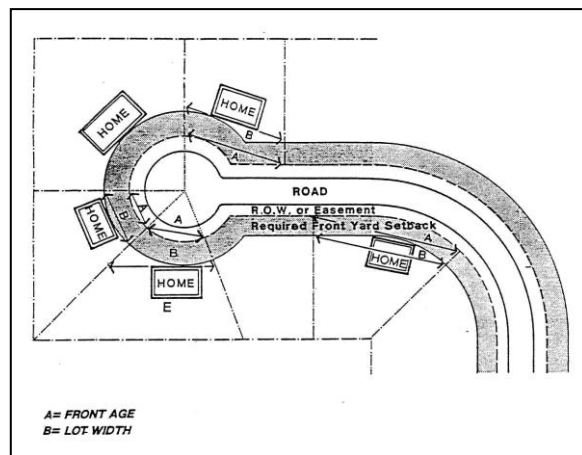 HOME
HOME
B
A
ROAD
R.O.W. or Easement
Required Front Yard Setback
HOME
B
A
A
B
A
B
HOME
HOME
E
A= FRONT AGE
B= LOT WIDTH